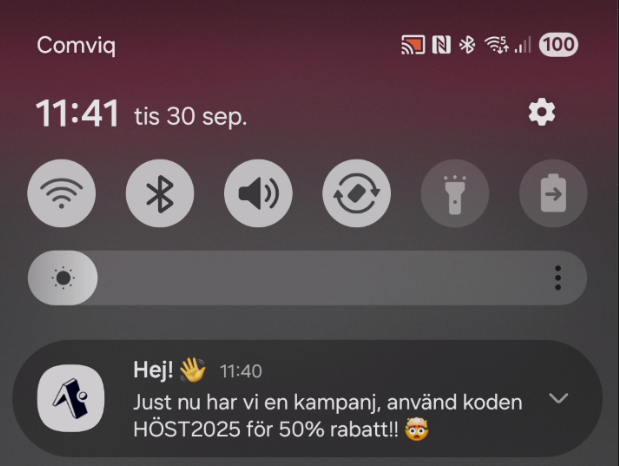 Comviq
5
100
11:41 tis 30 sep.
Hej! 👋 11:40
Just nu har vi en kampanj, använd koden
HÖST2025 för 50% rabatt!! 🤯